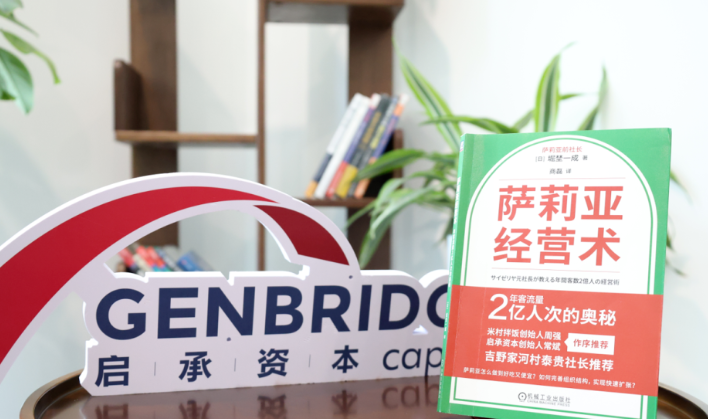 GENBRIDG
启 承 资 本 cap
萨莉亚前社长
[日] 堀埜一成 著
萨莉亚
经营术
サイゼリヤ元社長が教える年間客数2億人の経営術
年客流量
2亿人次的奥秘
米村拌饭创始人周强
启承资本创始人常斌
作序推荐
吉野家河村泰贵社长推荐
萨莉亚怎么做到好吃又便宜？如何完善组织结构，实现快速扩张？
机械工业出版社